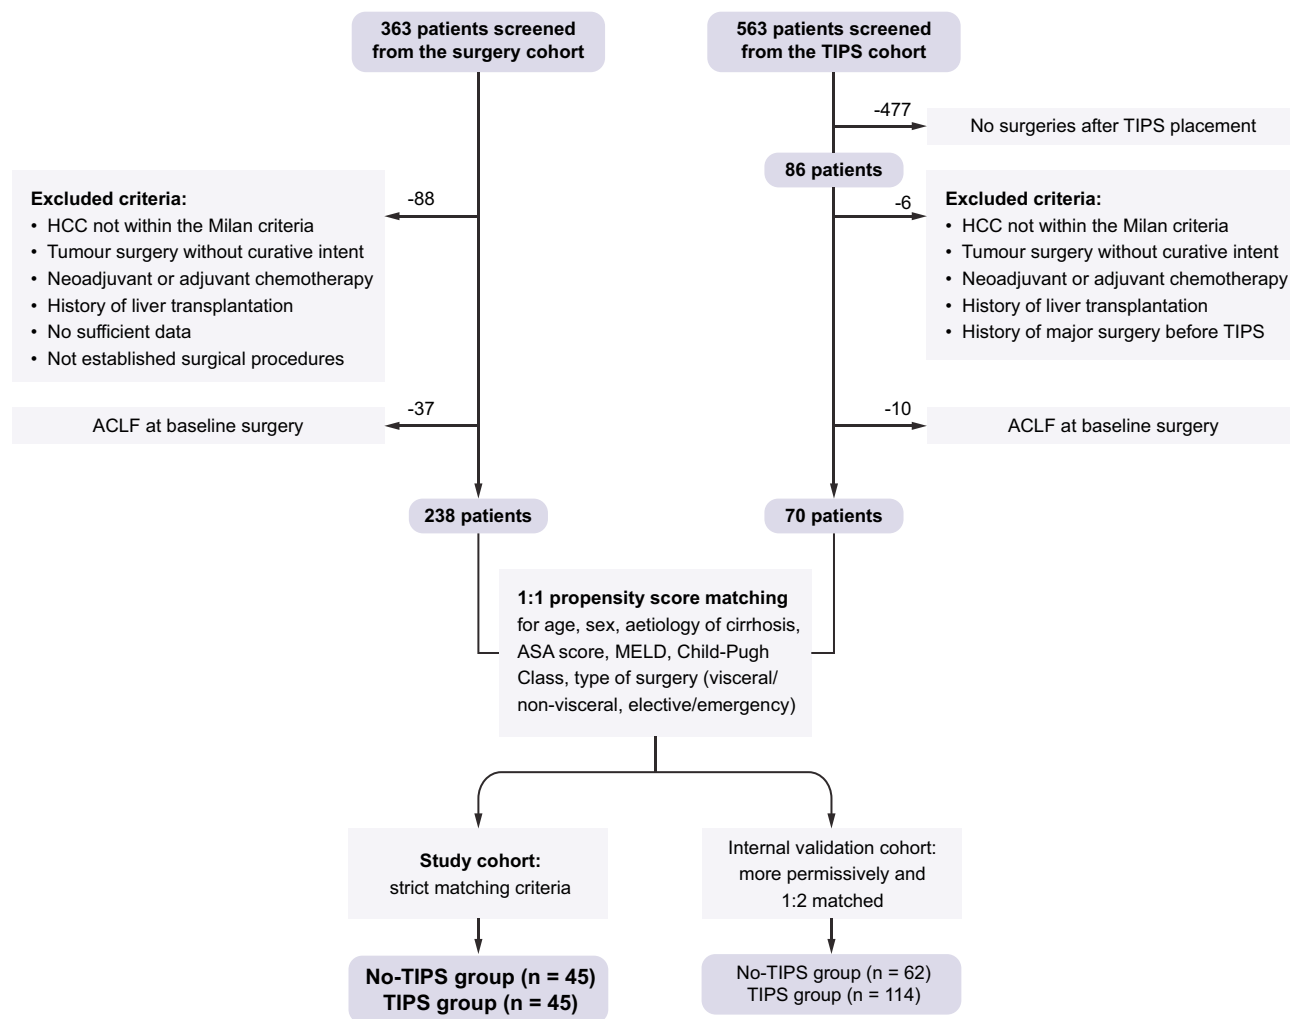 363 patients screened
from the surgery cohort
563 patients screened
from the TIPS cohort
-477
No surgeries after TIPS placement
86 patients
-88
Excluded criteria:
• HCC not within the Milan criteria
• Tumour surgery without curative intent
• Neoadjuvant or adjuvant chemotherapy
• History of liver transplantation
• No sufficient data
• Not established surgical procedures
-6
Excluded criteria:
• HCC not within the Milan criteria
• Tumour surgery without curative intent
• Neoadjuvant or adjuvant chemotherapy
• History of liver transplantation
• History of major surgery before TIPS
-37
ACLF at baseline surgery
-10
ACLF at baseline surgery
238 patients
70 patients
1:1 propensity score matching
for age, sex, aetiology of cirrhosis,
ASA score, MELD, Child-Pugh
Class, type of surgery (visceral/
non-visceral, elective/emergency)
Study cohort:
strict matching criteria
Internal validation cohort:
more permissively and
1:2 matched
No-TIPS group (n = 45)
TIPS group (n = 45)
No-TIPS group (n = 62)
TIPS group (n = 114)